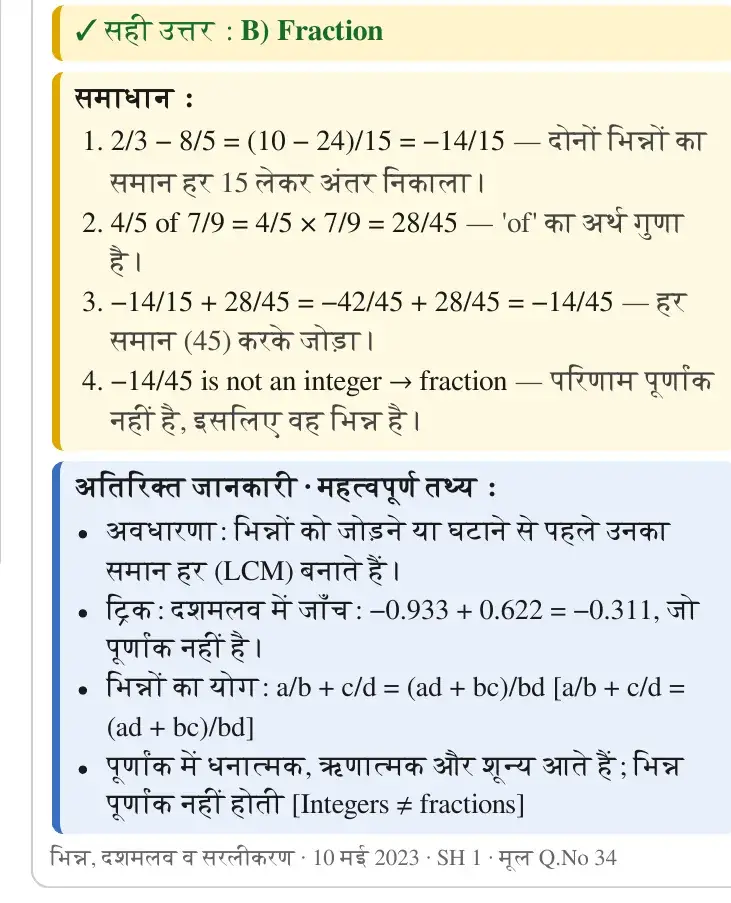 ✓ सही उत्तर : B) Fraction
समाधान :
1. 2/3 − 8/5 = (10 − 24)/15 = −14/15 — दोनों भिन्नों का
समान हर 15 लेकर अंतर निकाला।
2. 4/5 of 7/9 = 4/5 × 7/9 = 28/45 — 'of' का अर्थ गुणा
है।
3. −14/15 + 28/45 = −42/45 + 28/45 = −14/45 — हर
समान (45) करके जोड़ा।
4. −14/45 is not an integer → fraction — परिणाम पूर्णांक
नहीं है, इसलिए वह भिन्न है।
अतिरिक्त जानकारी · महत्वपूर्ण तथ्य :
• अवधारणा : भिन्नों को जोड़ने या घटाने से पहले उनका
समान हर (LCM) बनाते हैं।
• ट्रिक : दशमलव में जाँच : −0.933 + 0.622 = −0.311, जो
पूर्णांक नहीं है।
• भिन्नों का योग : a/b + c/d = (ad + bc)/bd [a/b + c/d =
(ad + bc)/bd]
• पूर्णांक में धनात्मक, ऋणात्मक और शून्य आते हैं ; भिन्न
पूर्णांक नहीं होती [Integers ≠ fractions]
भिन्न, दशमलव व सरलीकरण · 10 मई 2023 · SH 1 · मूल Q.No 34